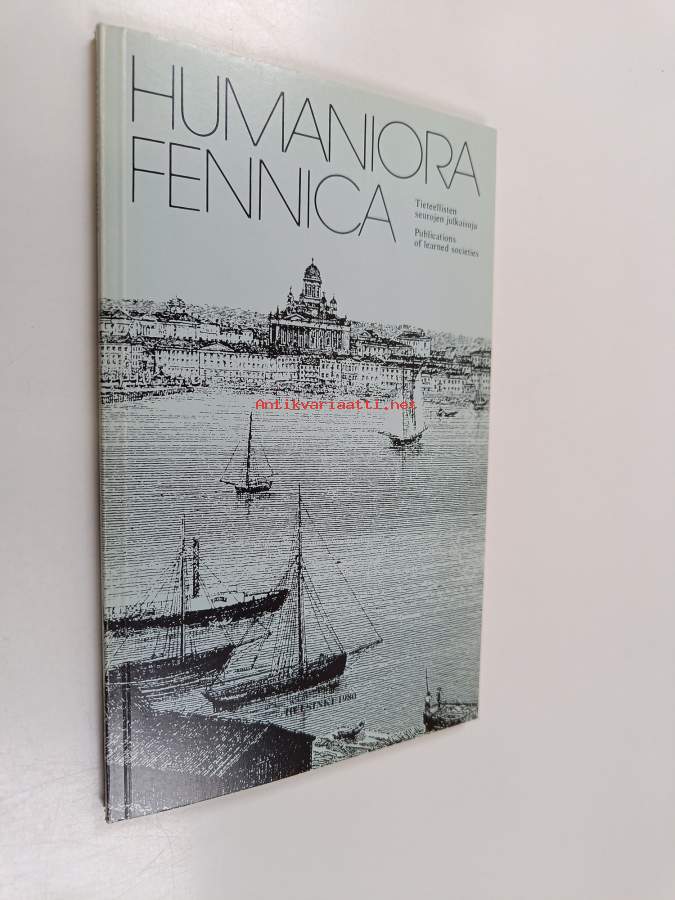 HUMANIORA
FENNICA
Tieteellisten
seurojen julkaisuja
Publications
of learned societies
Antikvariaatti.net
HELSINKI 1980